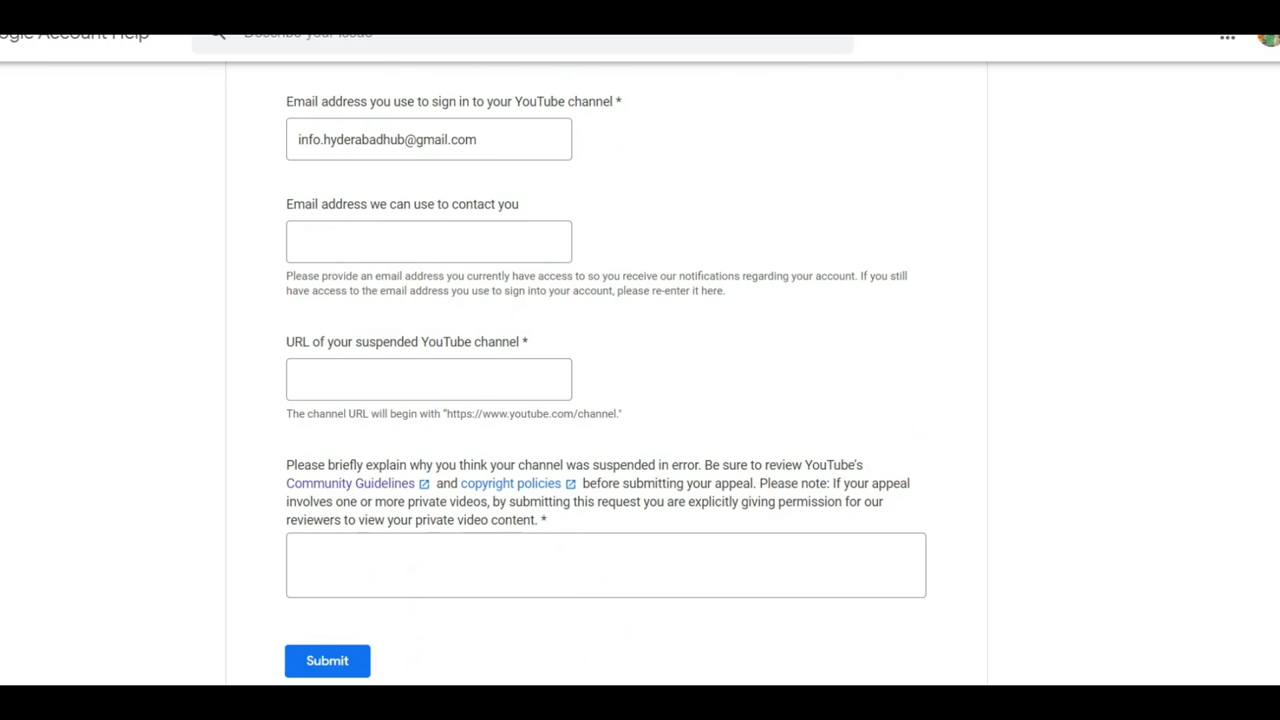 Account Help
Email address you use to sign in to your YouTube channel *
info.hyderabadhub@gmail.com
Email address we can use to contact you
Please provide an email address you currently have access to so you receive our notifications regarding your account. If you still
have access to the email address you use to sign into your account, please re-enter it here.
URL of your suspended YouTube channel *
The channel URL will begin with "https://www.youtube.com/channel."
Please briefly explain why you think your channel was suspended in error. Be sure to review YouTube's
Community Guidelines and copyright policies before submitting your appeal. Please note: If your appeal
involves one or more private videos, by submitting this request you are explicitly giving permission for our
reviewers to view your private video content. *
Submit